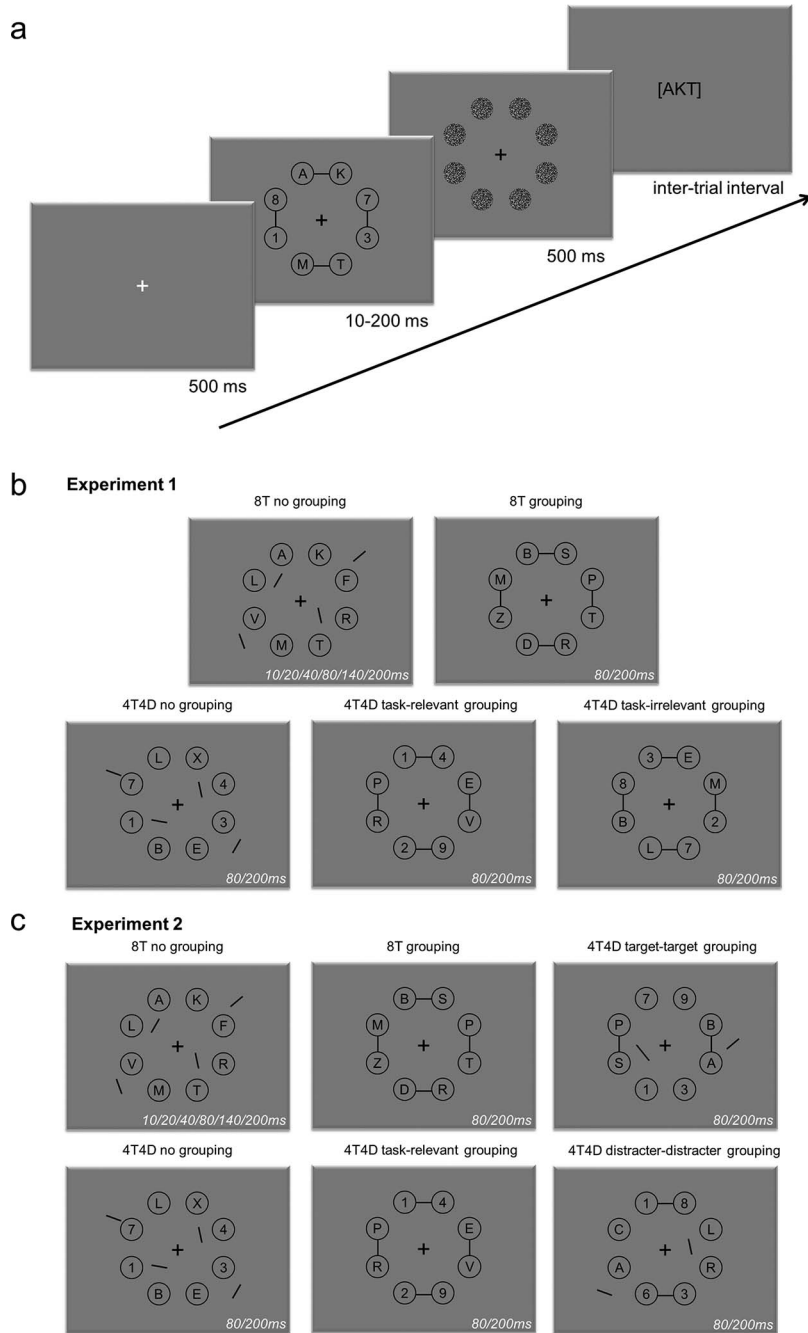 a
[AKT]
inter-trial interval
A K
8 7
1 3
M T
500 ms
10-200 ms
+
500 ms
b Experiment 1
8T no grouping 8T grouping
A K
L F
+
V R
M T
10/20/40/80/140/200ms
B S
M P
+
Z T
D R
80/200ms
4T4D no grouping 4T4D task-relevant grouping 4T4D task-irrelevant grouping
L X
7 4
+
1 3
B E
80/200ms
1 4
P E
+
R V
2 9
80/200ms
3 E
8 M
+
B 2
L 7
80/200ms
c Experiment 2
8T no grouping 8T grouping 4T4D target-target grouping
A K
L F
+
V R
M T
10/20/40/80/140/200ms
B S
M P
+
Z T
D R
80/200ms
7 9
P B
+
S A
1 3
80/200ms
4T4D no grouping 4T4D task-relevant grouping 4T4D distracter-distracter grouping
L X
7 4
+
1 3
B E
80/200ms
1 4
P E
+
R V
2 9
80/200ms
1 8
C L
+
A R
6 3
80/200ms